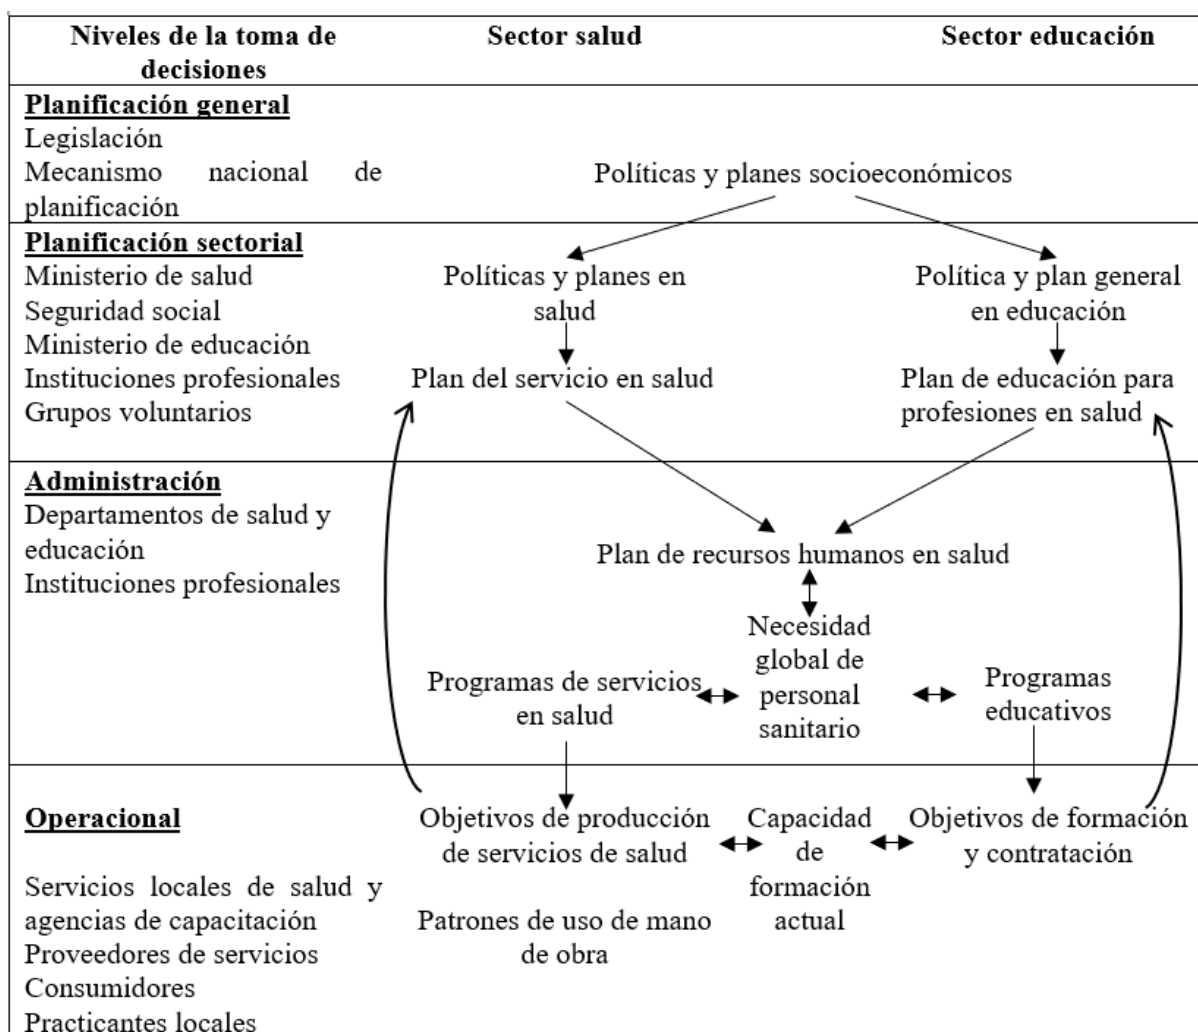 Niveles de la toma de
decisiones
Sector salud
Sector educación
Planificación general
Legislación
Mecanismo nacional de
planificación
Políticas y planes socioeconómicos
Planificación sectorial
Ministerio de salud
Seguridad social
Ministerio de educación
Instituciones profesionales
Grupos voluntarios
Políticas y planes en
salud
Política y plan general
en educación
Plan del servicio en salud
Plan de educación para
profesiones en salud
Administración
Departamentos de salud y
educación
Instituciones profesionales
Plan de recursos humanos en salud
Necesidad
global de
personal
sanitario
Programas de servicios
en salud
Programas
educativos
Operacional
Servicios locales de salud y
agencias de capacitación
Proveedores de servicios
Consumidores
Practicantes locales
Objetivos de producción
de servicios de salud
Patrones de uso de mano
de obra
Capacidad
de
formación
actual
Objetivos de formación
y contratación